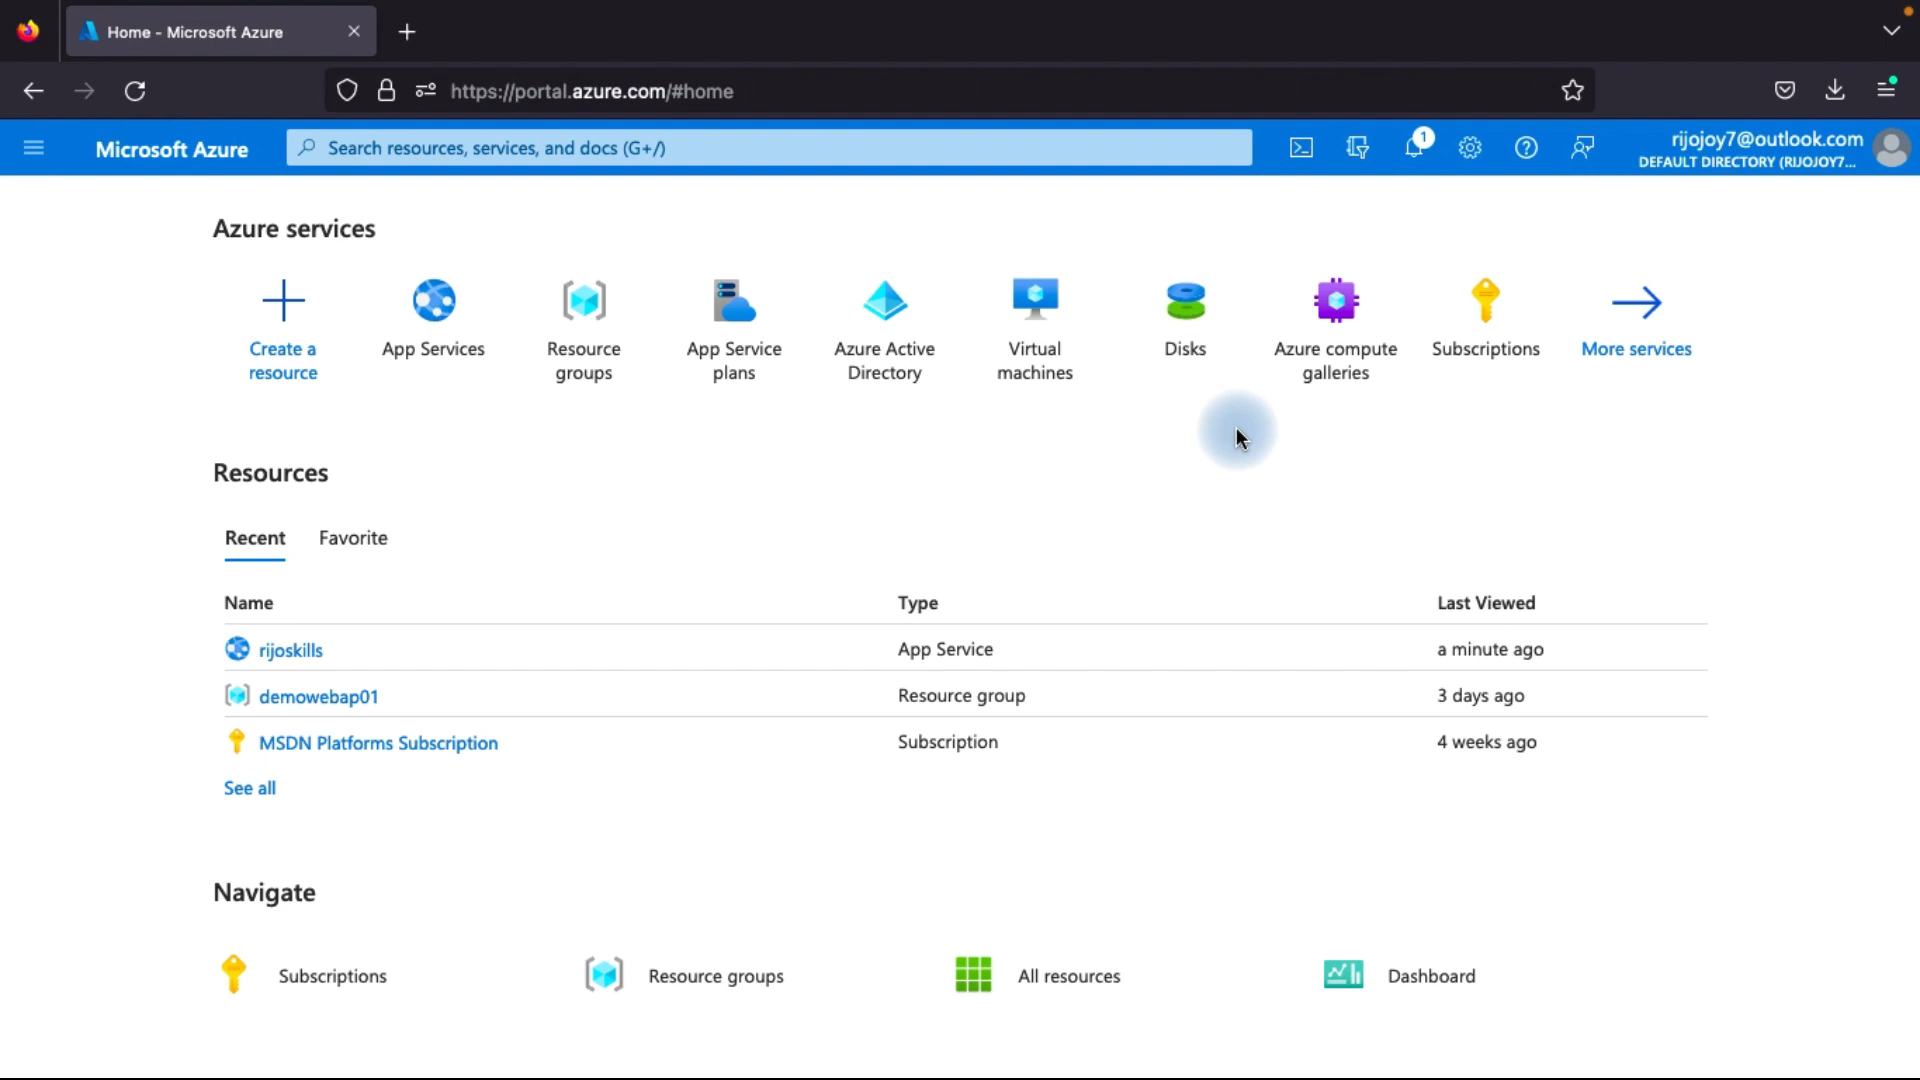 Home - Microsoft Azure
https://portal.azure.com/#home
Microsoft Azure
Search resources, services, and docs (G+/)
1
rijojoy7@outlook.com
DEFAULT DIRECTORY (RIJOJOY7...
Azure services
Create a resource
App Services
Resource groups
App Service plans
Azure Active Directory
Virtual machines
Disks
Azure compute galleries
Subscriptions
More services
Resources
Recent Favorite
Name Type Last Viewed
rijoskills App Service a minute ago
demowebap01 Resource group 3 days ago
MSDN Platforms Subscription Subscription 4 weeks ago
See all
Navigate
Subscriptions Resource groups All resources Dashboard